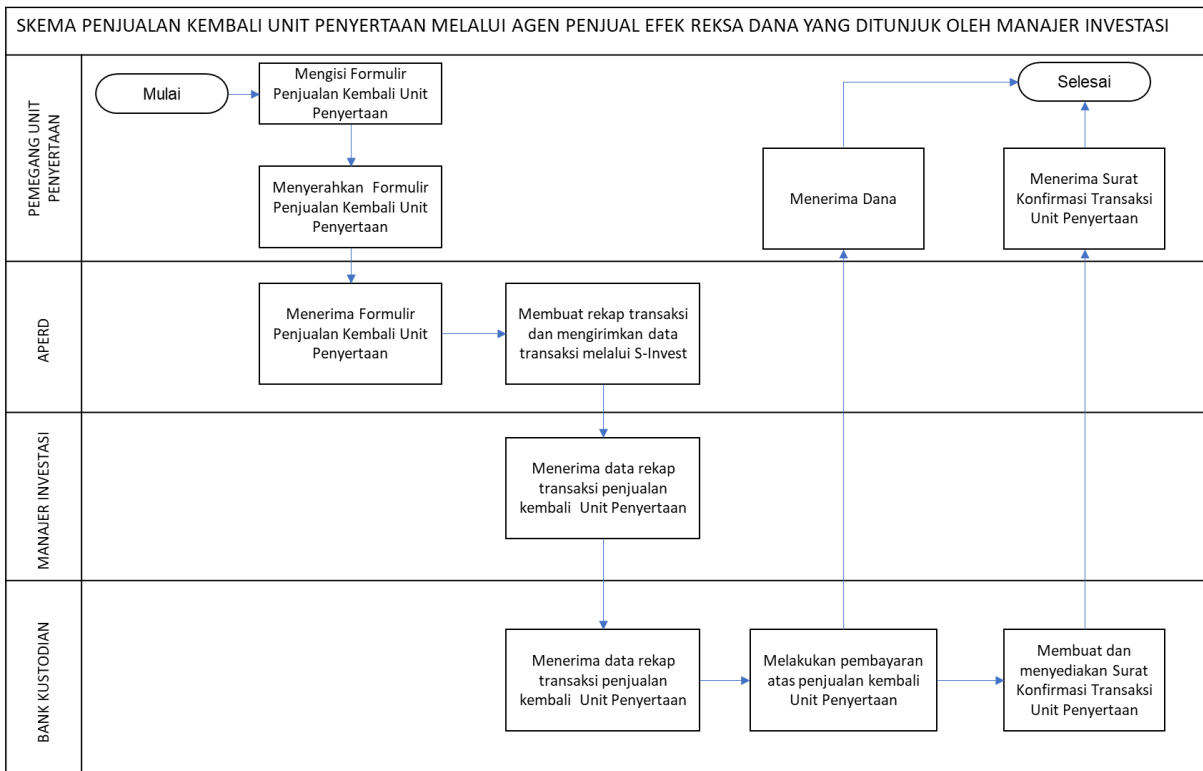 SKEMA PENJUALAN KEMBALI UNIT PENYERTAAN MELALUI AGEN PENJUAL EFEK REKSA DANA YANG DITUNJUK OLEH MANAJER INVESTASI
PEMEGANG UNIT
PENYERTAAN
Mulai
Mengisi Formulir
Penjualan Kembali Unit
Penyertaan
Selesai
Menyerahkan Formulir
Penjualan Kembali Unit
Penyertaan
Menerima Dana
Menerima Surat
Konfirmasi Transaksi
Unit Penyertaan
APERD
Menerima Formulir
Penjualan Kembali Unit
Penyertaan
Membuat rekap transaksi
dan mengirimkan data
transaksi melalui S-Invest
MANAJER INVESTASI
Menerima data rekap
transaksi penjualan
kembali Unit Penyertaan
BANK KUSTODIAN
Menerima data rekap
transaksi penjualan
kembali Unit Penyertaan
Melakukan pembayaran
atas penjualan kembali
Unit Penyertaan
Membuat dan
menyediakan Surat
Konfirmasi Transaksi
Unit Penyertaan